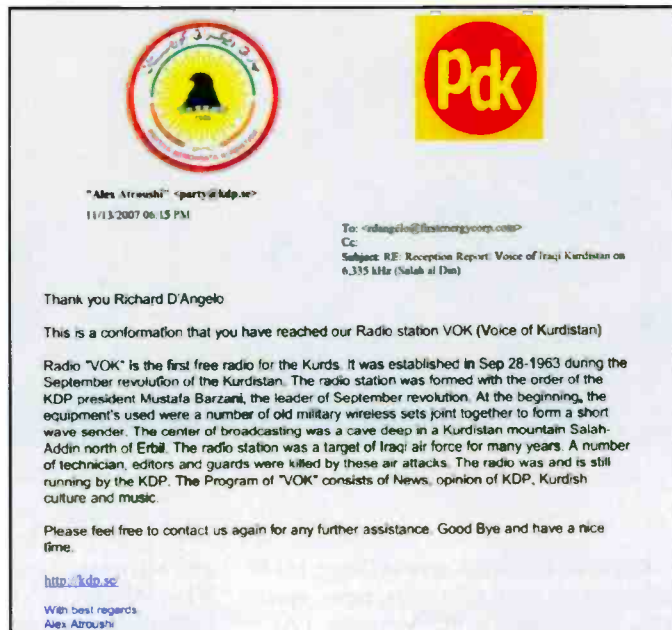 Pdk
"Alex Atroushi" <party@kdp.se>
11/13/2007 06:15 PM
To: <rdangelo@firstenergycorp.com>
Cc:
Subject: RE: Reception Report: Voice of Iraqi Kurdistan on
6,335 kHz (Salah al Din)
Thank you Richard D'Angelo
This is a conformation that you have reached our Radio station VOK (Voice of Kurdistan)
Radio "VOK" is the first free radio for the Kurds. It was established in Sep 28-1963 during the
September revolution of the Kurdistan. The radio station was formed with the order of the
KDP president Mustafa Barzani, the leader of September revolution. At the beginning, the
equipment's used were a number of old military wireless sets joint together to form a short
wave sender. The center of broadcasting was a cave deep in a Kurdistan mountain Salah-
Addin north of Erbil. The radio station was a target of Iraqi air force for many years. A number
of technician, editors and guards were killed by these air attacks. The radio was and is still
running by the KDP. The Program of "VOK" consists of News, opinion of KDP, Kurdish
culture and music.
Please feel free to contact us again for any further assistance. Good Bye and have a nice
time.
http://kdp.se/
With best regards
Alex Atroushi